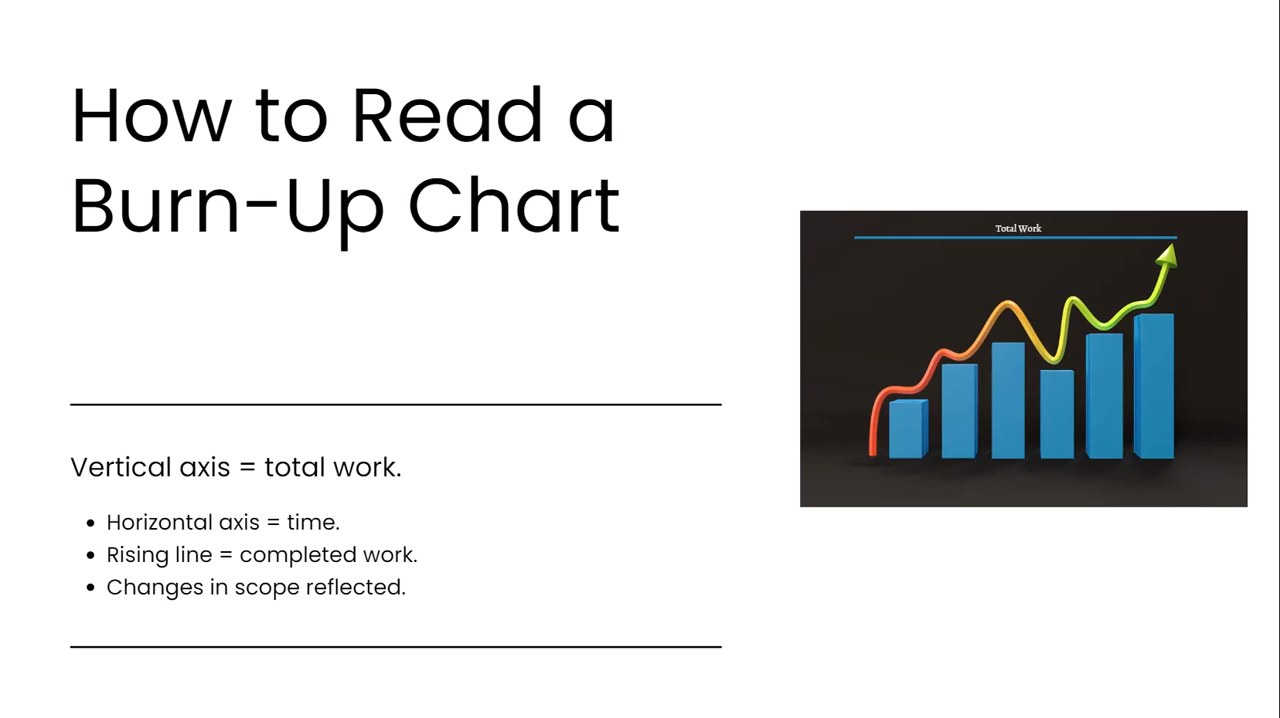 How to Read a
Burn-Up Chart
Vertical axis = total work.
• Horizontal axis = time.
• Rising line = completed work.
• Changes in scope reflected.
Total Work